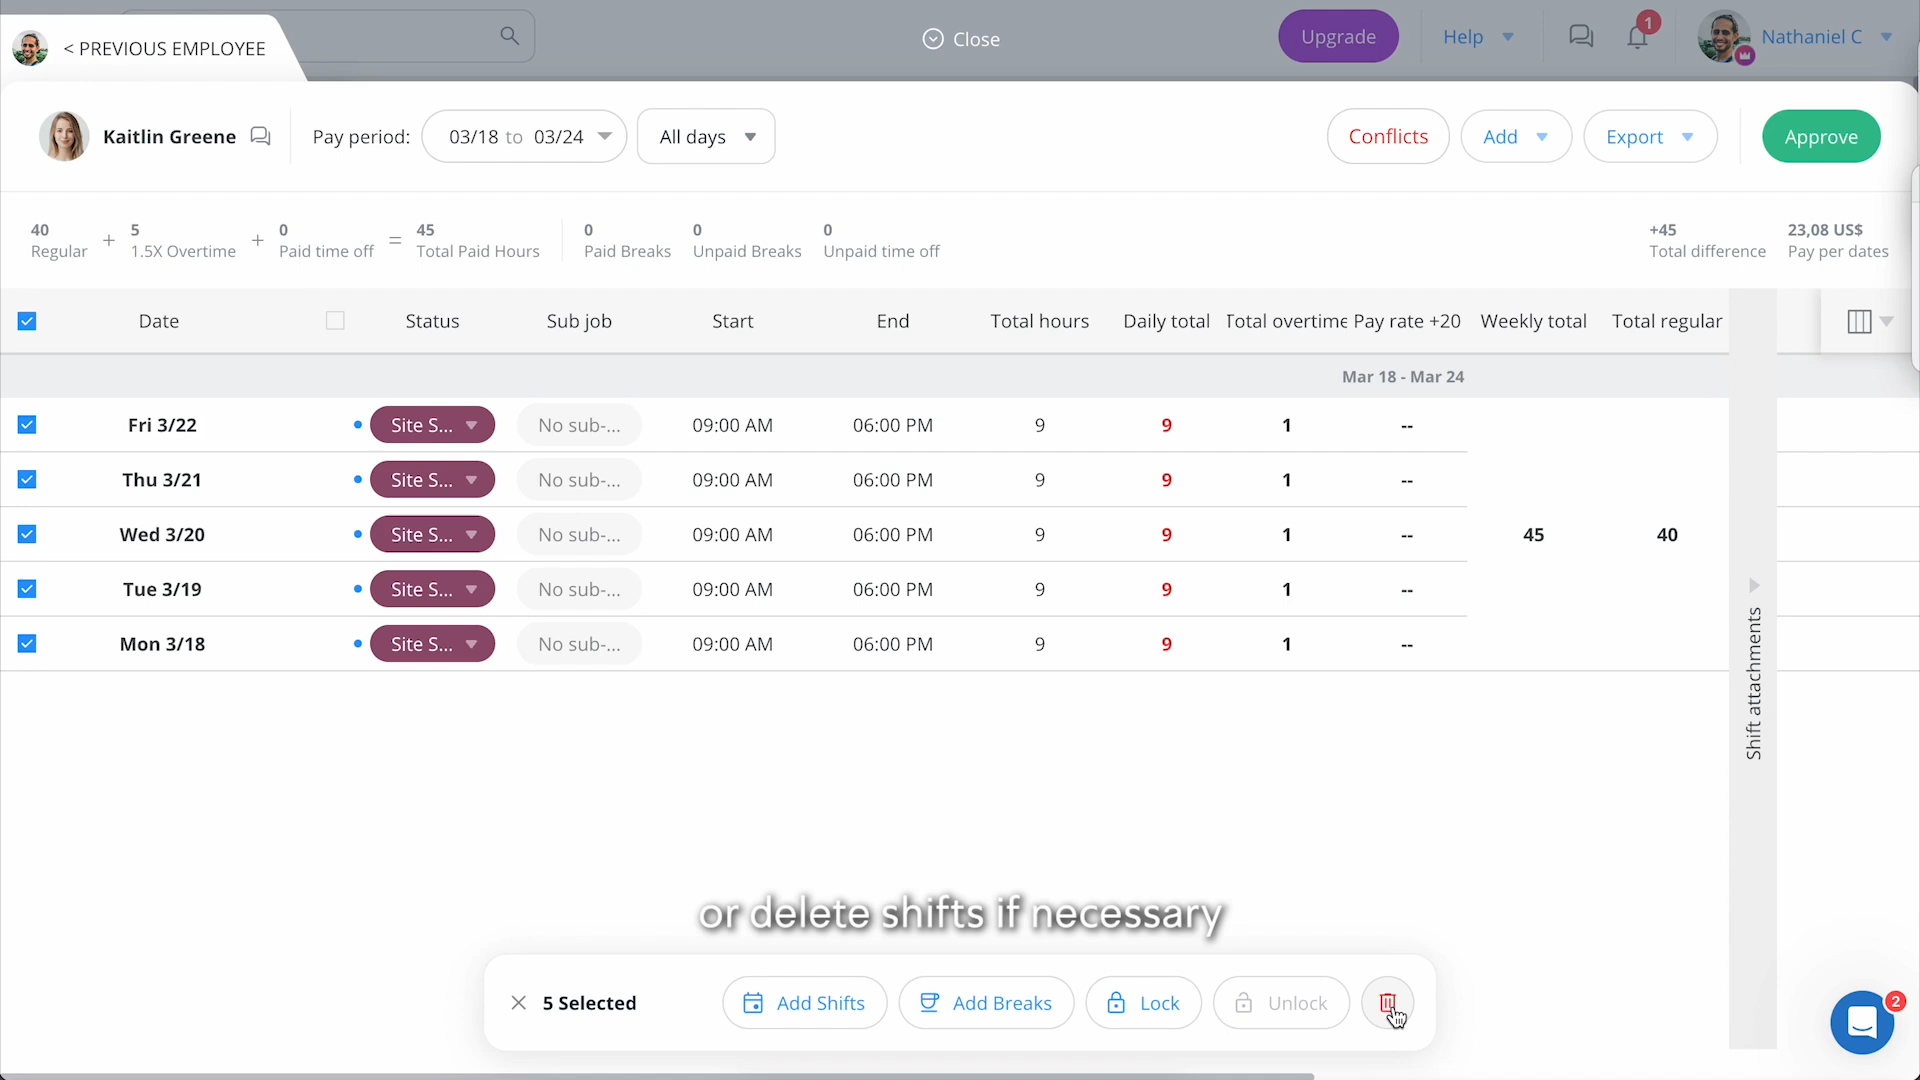 < PREVIOUS EMPLOYEE
Close
Upgrade
Help
1
Nathaniel C
Kaitlin Greene
Pay period:
03/18 to 03/24
All days
Conflicts
Add
Export
Approve
40 + 5 + 0 = 45 0 0 0 +45 23,08 US$
Regular 1.5X Overtime Paid time off Total Paid Hours Paid Breaks Unpaid Breaks Unpaid time off Total difference Pay per dates
Date Status Sub job Start End Total hours Daily total Total overtime Pay rate +20 Weekly total Total regular
Mar 18 - Mar 24
Fri 3/22 Site S... No sub-... 09:00 AM 06:00 PM 9 9 1 --
Thu 3/21 Site S... No sub-... 09:00 AM 06:00 PM 9 9 1 --
Wed 3/20 Site S... No sub-... 09:00 AM 06:00 PM 9 9 1 -- 45 40
Tue 3/19 Site S... No sub-... 09:00 AM 06:00 PM 9 9 1 --
Mon 3/18 Site S... No sub-... 09:00 AM 06:00 PM 9 9 1 --
Shift attachments
or delete shifts if necessary
5 Selected
Add Shifts
Add Breaks
Lock
Unlock
2